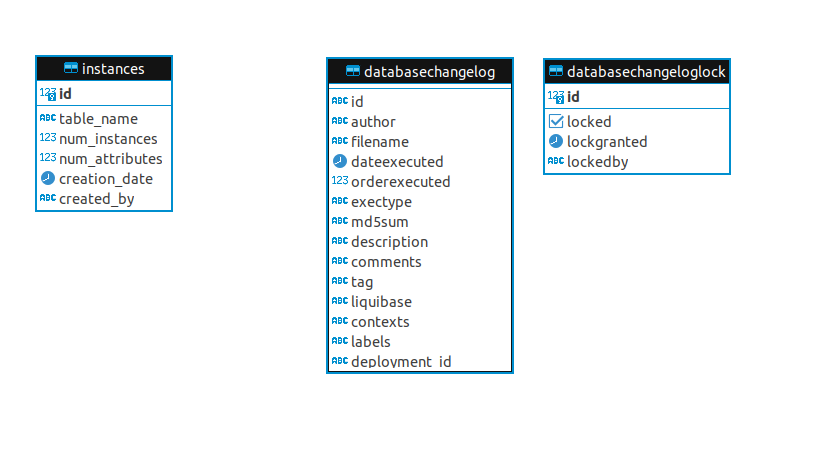 instances
123 id
ABC table_name
123 num_instances
123 num_attributes
creation_date
ABC created_by
databasechangelog
ABC id
ABC author
ABC filename
dateexecuted
123 orderexecuted
ABC exectype
ABC md5sum
ABC description
ABC comments
ABC tag
ABC liquibase
ABC contexts
ABC labels
ABC deployment_id
databasechangeloglock
123 id
locked
lockgranted
ABC lockedby